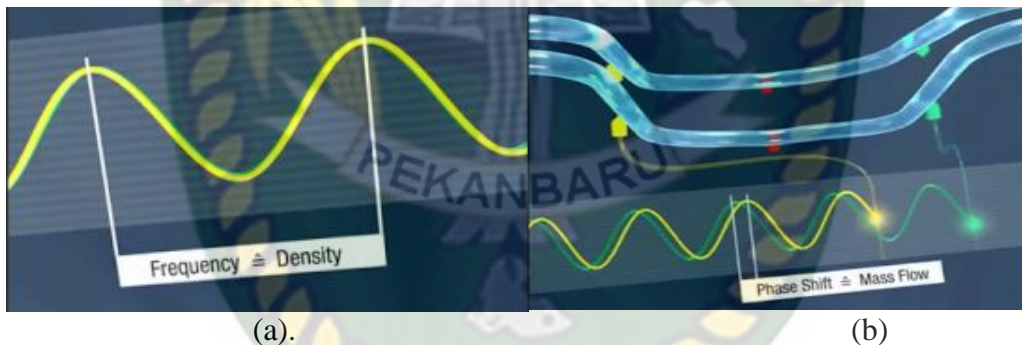 PEKANBARU
Frequency ≙ Density
Phase Shift ≙ Mass Flow
(a).
(b)